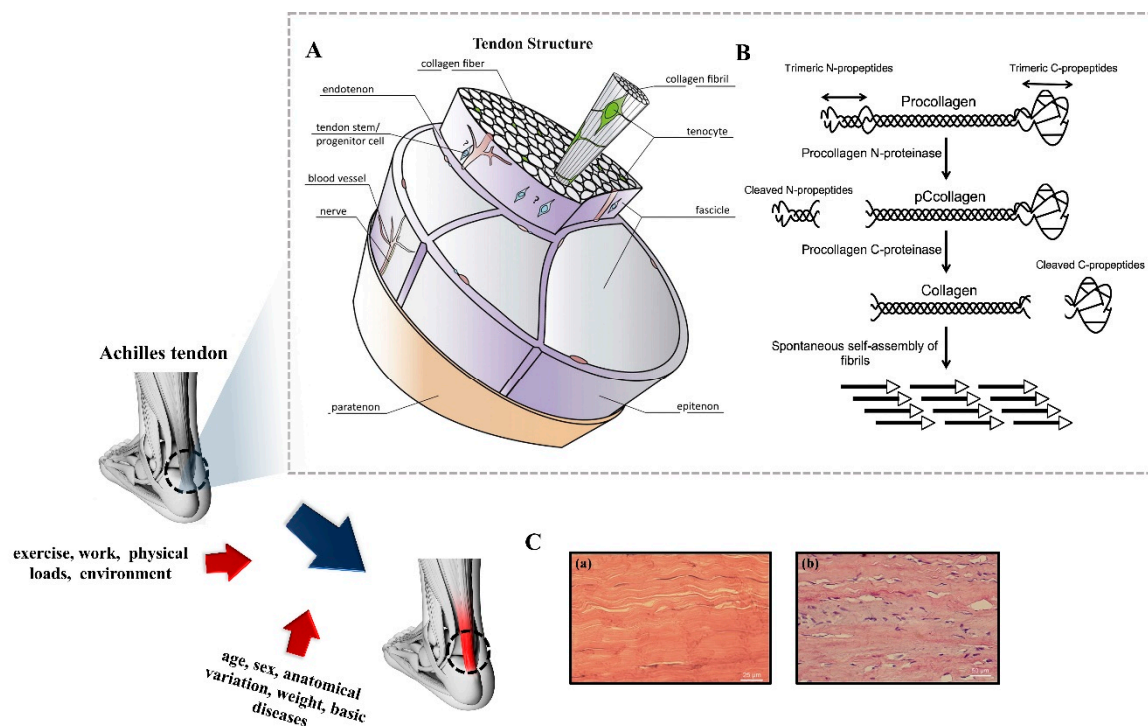 A
Tendon Structure
collagen fiber
endotenon
tendon stem/
progenitor cell
blood vessel
nerve
paratenon
collagen fibril
tenocyte
fascicle
epitenon
?
?
?
B
Trimeric N-propeptides
Trimeric C-propeptides
Procollagen
Procollagen N-proteinase
Cleaved N-propeptides
pCcollagen
Procollagen C-proteinase
Cleaved C-propeptides
Collagen
Spontaneous self-assembly of
fibrils
Achilles tendon
exercise, work, physical
loads, environment
age, sex, anatomical
variation, weight, basic
diseases
C
(a)
25 μm
(b)